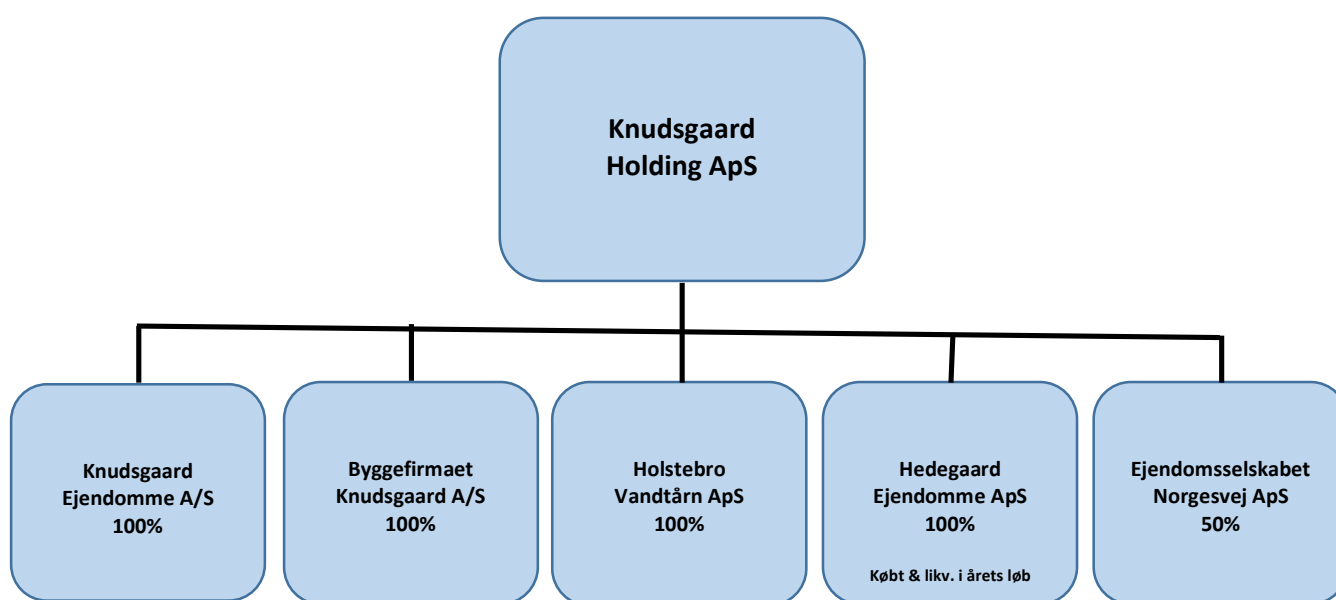 Knudsgaard
Holding ApS
Knudsgaard
Ejendomme A/S
100%
Byggefirmaet
Knudsgaard A/S
100%
Holstebro
Vandtårn ApS
100%
Hedegaard
Ejendomme ApS
100%
Købt & likv. i årets løb
Ejendomsselskabet
Norgesvej ApS
50%